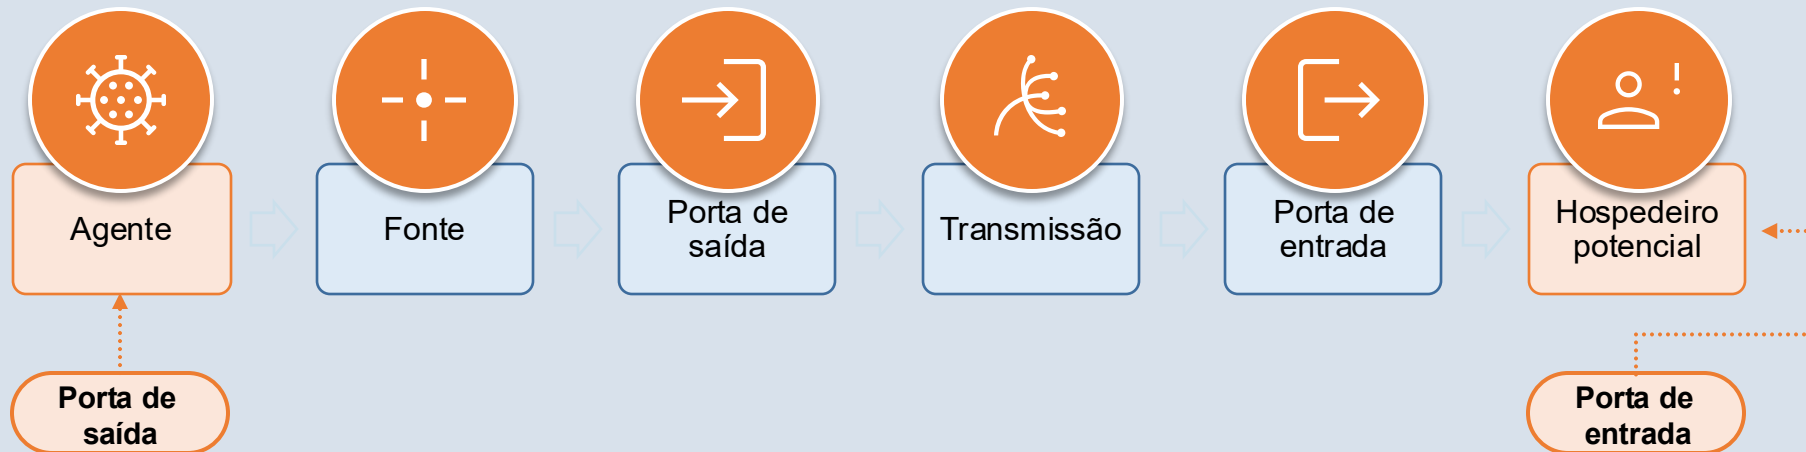 Agente
Fonte
Porta de
saída
Transmissão
Porta de
entrada
Hospedeiro
potencial
Porta de
saída
Porta de
entrada